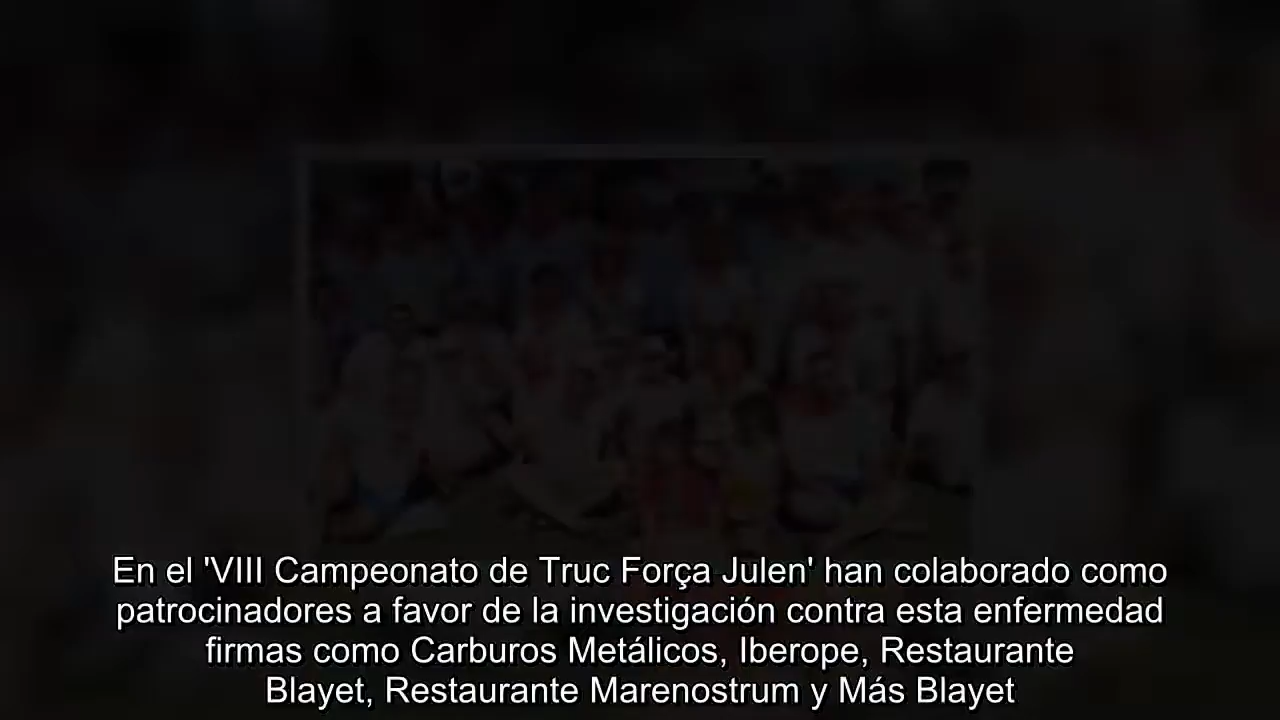 En el 'VIII Campeonato de Truc Força Julen' han colaborado como
patrocinadores a favor de la investigación contra esta enfermedad
firmas como Carburos Metálicos, Iberope, Restaurante
Blayet, Restaurante Marenostrum y Más Blayet